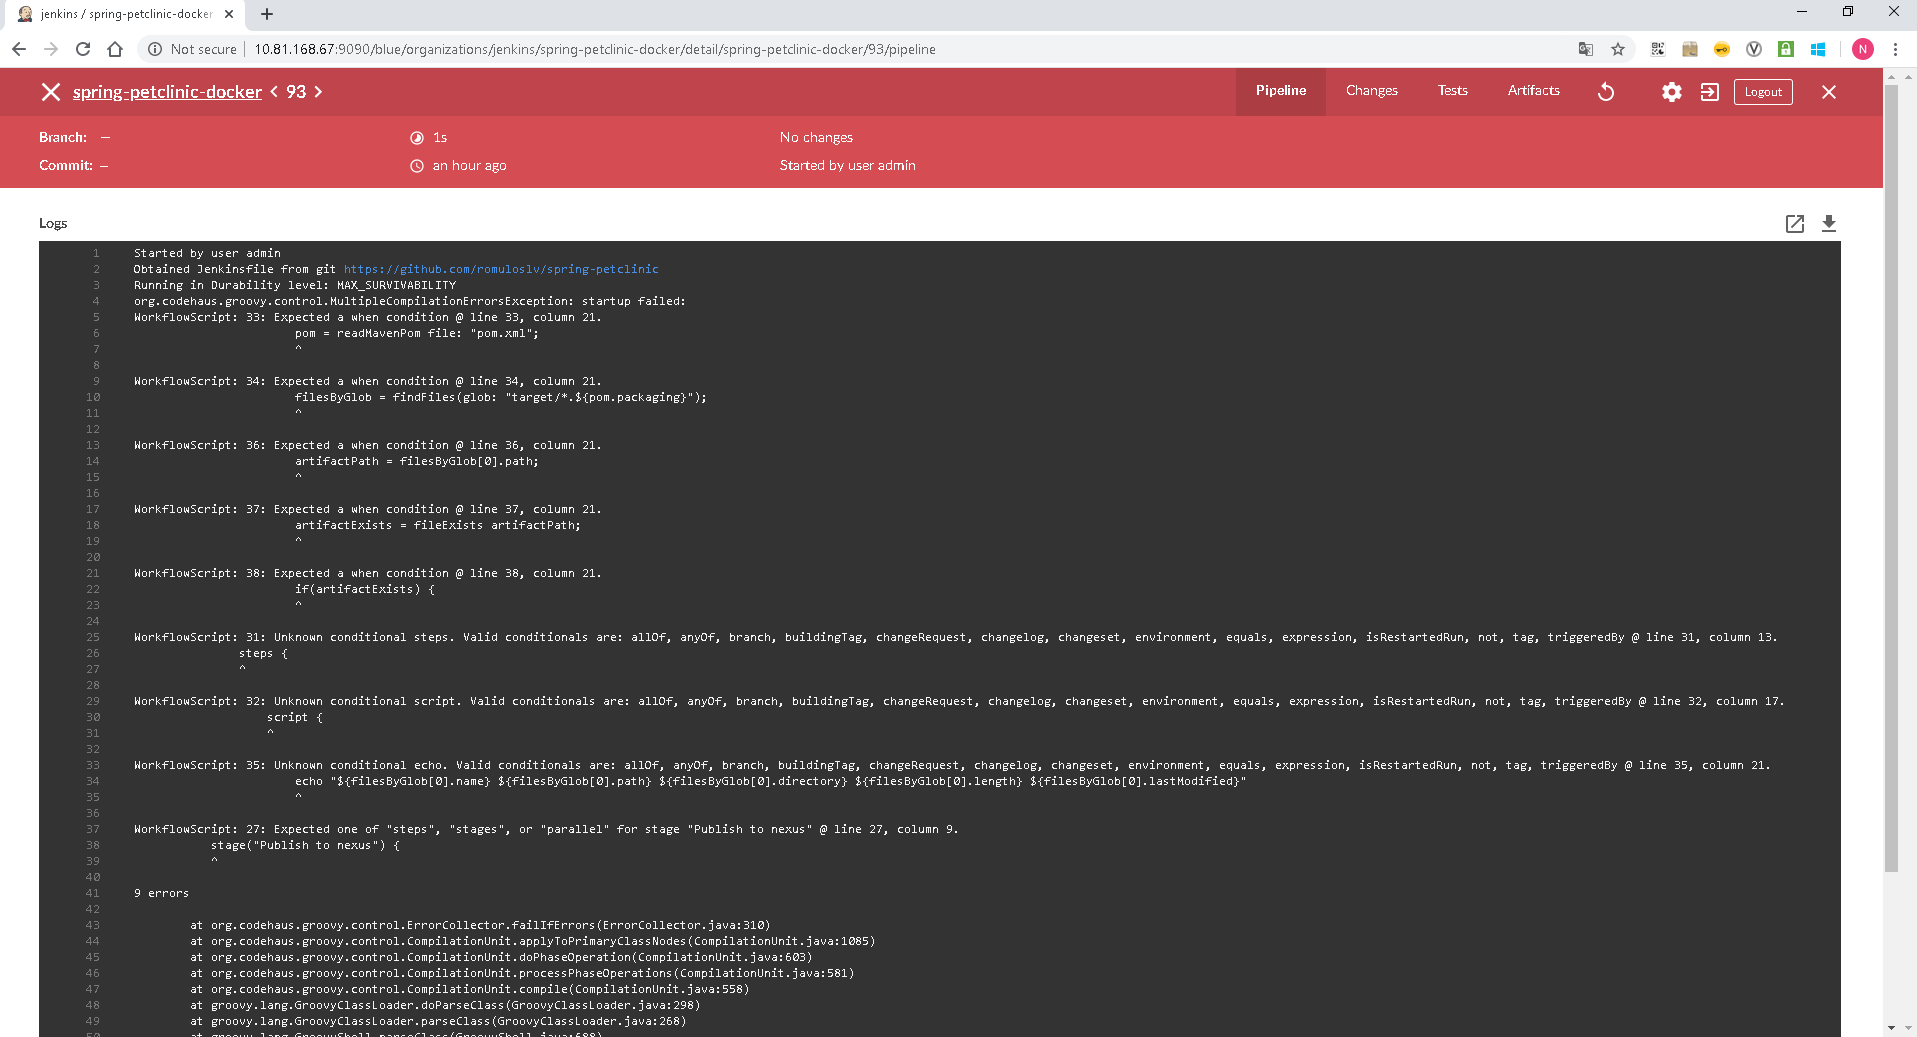 jenkins / spring-petclinic-docker
Not secure
10.81.168.67:9090/blue/organizations/jenkins/spring-petclinic-docker/detail/spring-petclinic-docker/93/pipeline
N
spring-petclinic-docker < 93 >
Pipeline Changes Tests Artifacts Logout
Branch: — 1s No changes
Commit: — an hour ago Started by user admin
Logs
1 Started by user admin
2 Obtained Jenkinsfile from git https://github.com/romuloslv/spring-petclinic
3 Running in Durability level: MAX_SURVIVABILITY
4 org.codehaus.groovy.control.MultipleCompilationErrorsException: startup failed:
5 WorkflowScript: 33: Expected a when condition @ line 33, column 21.
6 pom = readMavenPom file: "pom.xml";
7 ^
8
9 WorkflowScript: 34: Expected a when condition @ line 34, column 21.
10 filesByGlob = findFiles(glob: "target/*.${pom.packaging}");
11 ^
12
13 WorkflowScript: 36: Expected a when condition @ line 36, column 21.
14 artifactPath = filesByGlob[0].path;
15 ^
16
17 WorkflowScript: 37: Expected a when condition @ line 37, column 21.
18 artifactExists = fileExists artifactPath;
19 ^
20
21 WorkflowScript: 38: Expected a when condition @ line 38, column 21.
22 if(artifactExists) {
23 ^
24
25 WorkflowScript: 31: Unknown conditional steps. Valid conditionals are: allOf, anyOf, branch, buildingTag, changeRequest, changelog, changeset, environment, equals, expression, isRestartedRun, not, tag, triggeredBy @ line 31, column 13.
26 steps {
27 ^
28
29 WorkflowScript: 32: Unknown conditional script. Valid conditionals are: allOf, anyOf, branch, buildingTag, changeRequest, changelog, changeset, environment, equals, expression, isRestartedRun, not, tag, triggeredBy @ line 32, column 17.
30 script {
31 ^
32
33 WorkflowScript: 35: Unknown conditional echo. Valid conditionals are: allOf, anyOf, branch, buildingTag, changeRequest, changelog, changeset, environment, equals, expression, isRestartedRun, not, tag, triggeredBy @ line 35, column 21.
34 echo "${filesByGlob[0].name} ${filesByGlob[0].path} ${filesByGlob[0].directory} ${filesByGlob[0].length} ${filesByGlob[0].lastModified}"
35 ^
36
37 WorkflowScript: 27: Expected one of "steps", "stages", or "parallel" for stage "Publish to nexus" @ line 27, column 9.
38 stage("Publish to nexus") {
39 ^
40
41 9 errors
42
43 at org.codehaus.groovy.control.ErrorCollector.failIfErrors(ErrorCollector.java:310)
44 at org.codehaus.groovy.control.CompilationUnit.applyToPrimaryClassNodes(CompilationUnit.java:1085)
45 at org.codehaus.groovy.control.CompilationUnit.doPhaseOperation(CompilationUnit.java:603)
46 at org.codehaus.groovy.control.CompilationUnit.processPhaseOperations(CompilationUnit.java:581)
47 at org.codehaus.groovy.control.CompilationUnit.compile(CompilationUnit.java:558)
48 at groovy.lang.GroovyClassLoader.doParseClass(GroovyClassLoader.java:298)
49 at groovy.lang.GroovyClassLoader.parseClass(GroovyClassLoader.java:268)
50 at groovy.lang.GroovyShell.parseClass(GroovyShell.java:688)